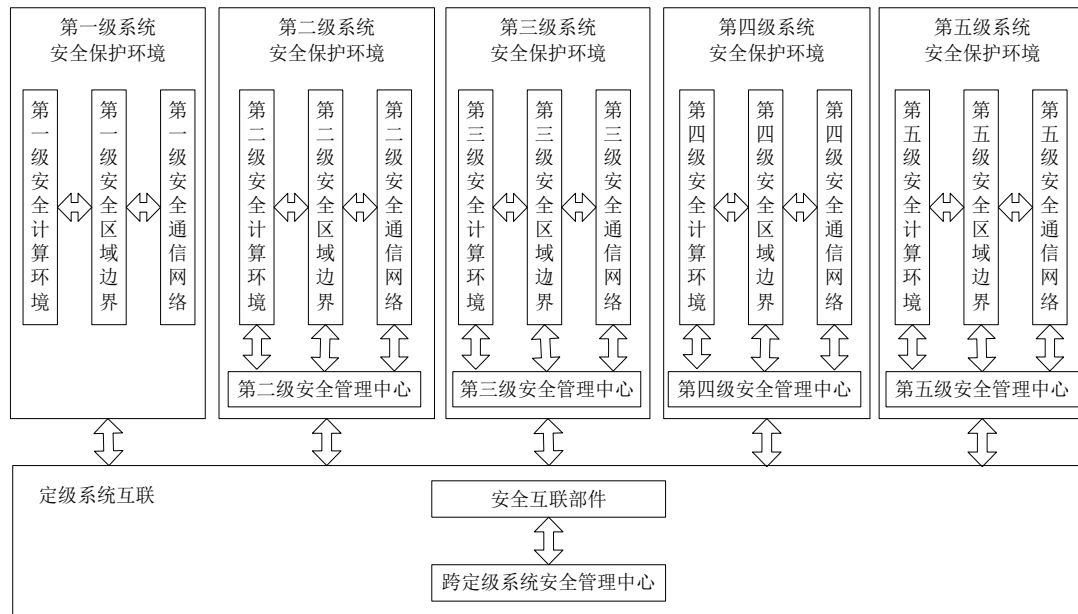 第一级系统
安全保护环境
第一级安全计算环境
第一级安全区域边界
第一级安全通信网络
第二级系统
安全保护环境
第二级安全计算环境
第二级安全区域边界
第二级安全通信网络
第二级安全管理中心
第三级系统
安全保护环境
第三级安全计算环境
第三级安全区域边界
第三级安全通信网络
第三级安全管理中心
第四级系统
安全保护环境
第四级安全计算环境
第四级安全区域边界
第四级安全通信网络
第四级安全管理中心
第五级系统
安全保护环境
第五级安全计算环境
第五级安全区域边界
第五级安全通信网络
第五级安全管理中心
定级系统互联
安全互联部件
跨定级系统安全管理中心